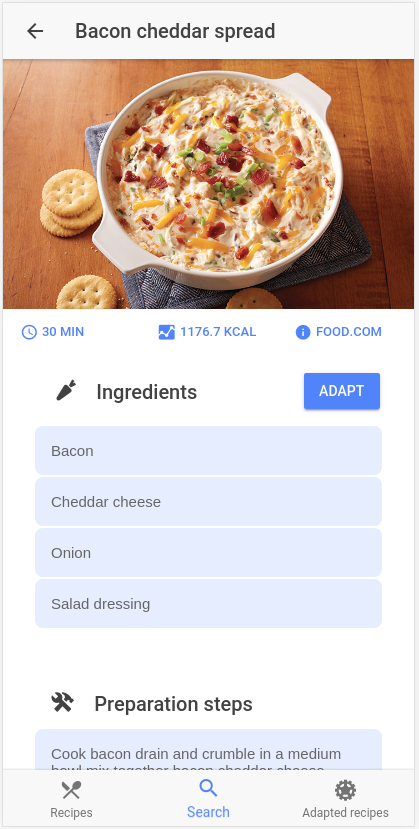 Bacon cheddar spread
30 MIN 1176.7 KCAL FOOD.COM
Ingredients ADAPT
Bacon
Cheddar cheese
Onion
Salad dressing
Preparation steps
Cook bacon drain and crumble in a medium
bowl mix together bacon cheddar cheese
Recipes Search Adapted recipes